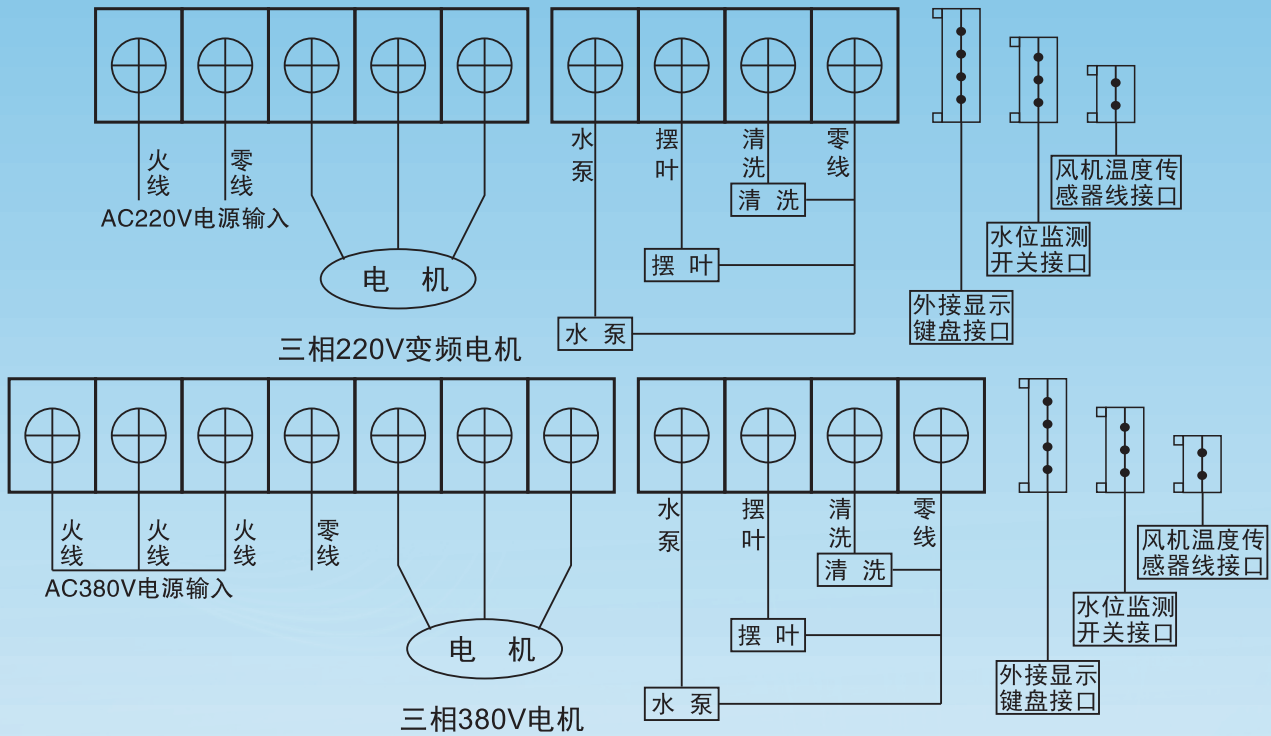 火线
零线
AC220V电源输入
电 机
三相220V变频电机
水泵
摆叶
清洗
零线
清 洗
摆 叶
水 泵
风机温度传
感器线接口
水位监测
开关接口
外接显示
键盘接口
火线
火线
火线
零线
AC380V电源输入
电 机
三相380V电机
水泵
摆叶
清洗
零线
清 洗
摆 叶
水 泵
风机温度传
感器线接口
水位监测
开关接口
外接显示
键盘接口